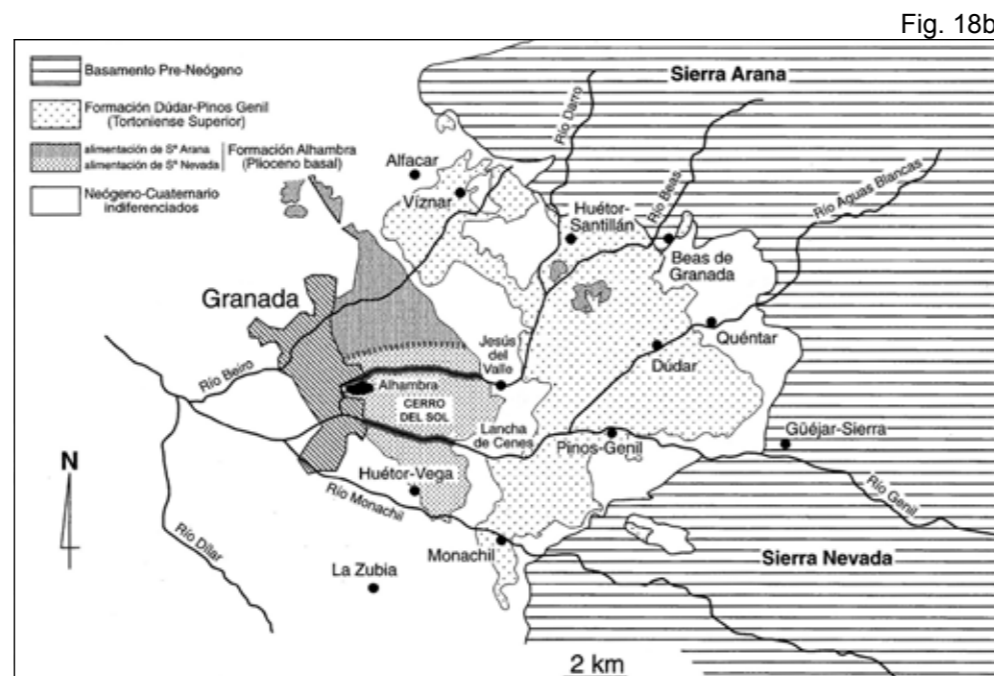 Fig. 18b
Basamento Pre-Neógeno
Formación Dúdar-Pinos Genil
(Tortoniense Superior)
alimentación de Sª Arana
alimentación de Sª Nevada
Formación Alhambra
(Plioceno basal)
Neógeno-Cuaternario
indiferenciados
Sierra Arana
Río Darro
Río Beas
Río Aguas Blancas
Alfacar
Víznar
Huétor-
Santillán
Beas de
Granada
Granada
Quéntar
Dúdar
Jesús
del
Valle
Río Beiro
Alhambra
CERRO
DEL SOL
Lancha
de Cenes
Pinos-Genil
Güéjar-Sierra
N
Huétor-Vega
Río Monachil
Río Genil
Río Dílar
Monachil
Sierra Nevada
La Zubia
2 km